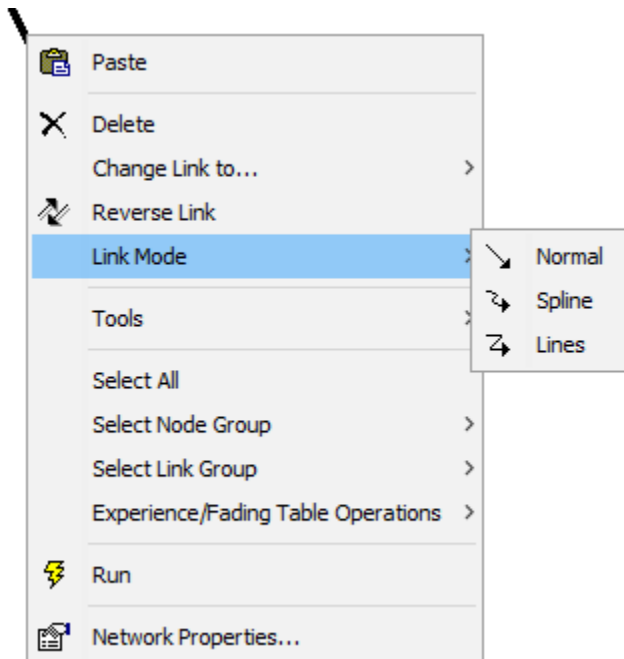 Paste
Delete
Change Link to...
Reverse Link
Link Mode
Normal
Spline
Lines
Tools
Select All
Select Node Group
Select Link Group
Experience/Fading Table Operations
Run
Network Properties...